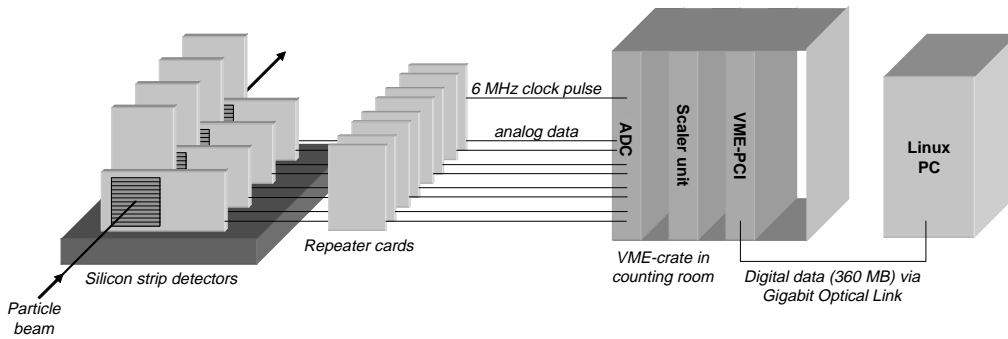 6 MHz clock pulse
analog data
ADC
Scaler unit
VME-PCI
Linux
PC
Repeater cards
Silicon strip detectors
VME-crate in
counting room
Digital data (360 MB) via
Gigabit Optical Link
Particle
beam